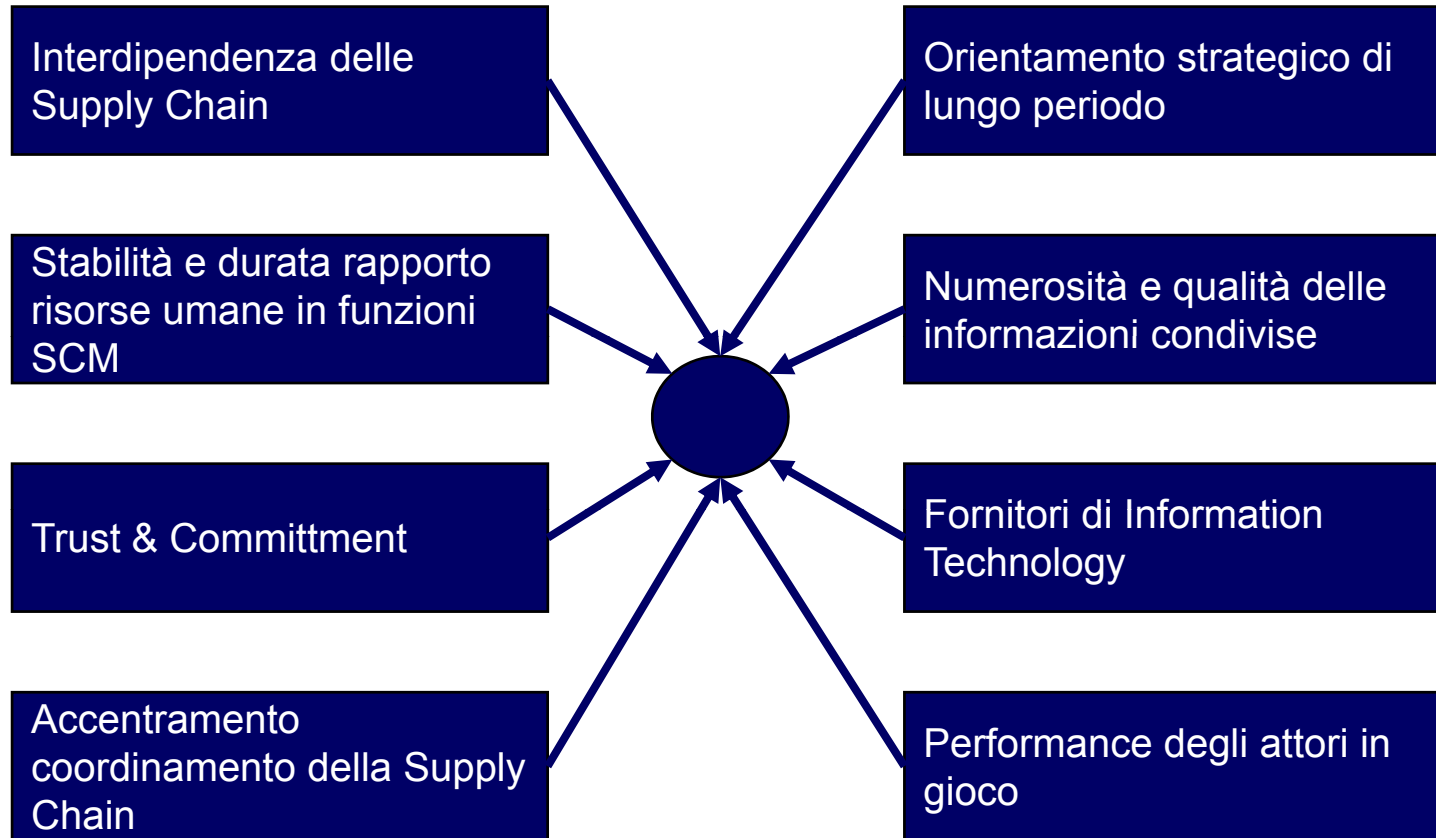 Interdipendenza delle
Supply Chain
Orientamento strategico di
lungo periodo
Stabilità e durata rapporto
risorse umane in funzioni
SCM
Numerosità e qualità delle
informazioni condivise
Trust & Committment
Fornitori di Information
Technology
Accentramento
coordinamento della Supply
Chain
Performance degli attori in
gioco